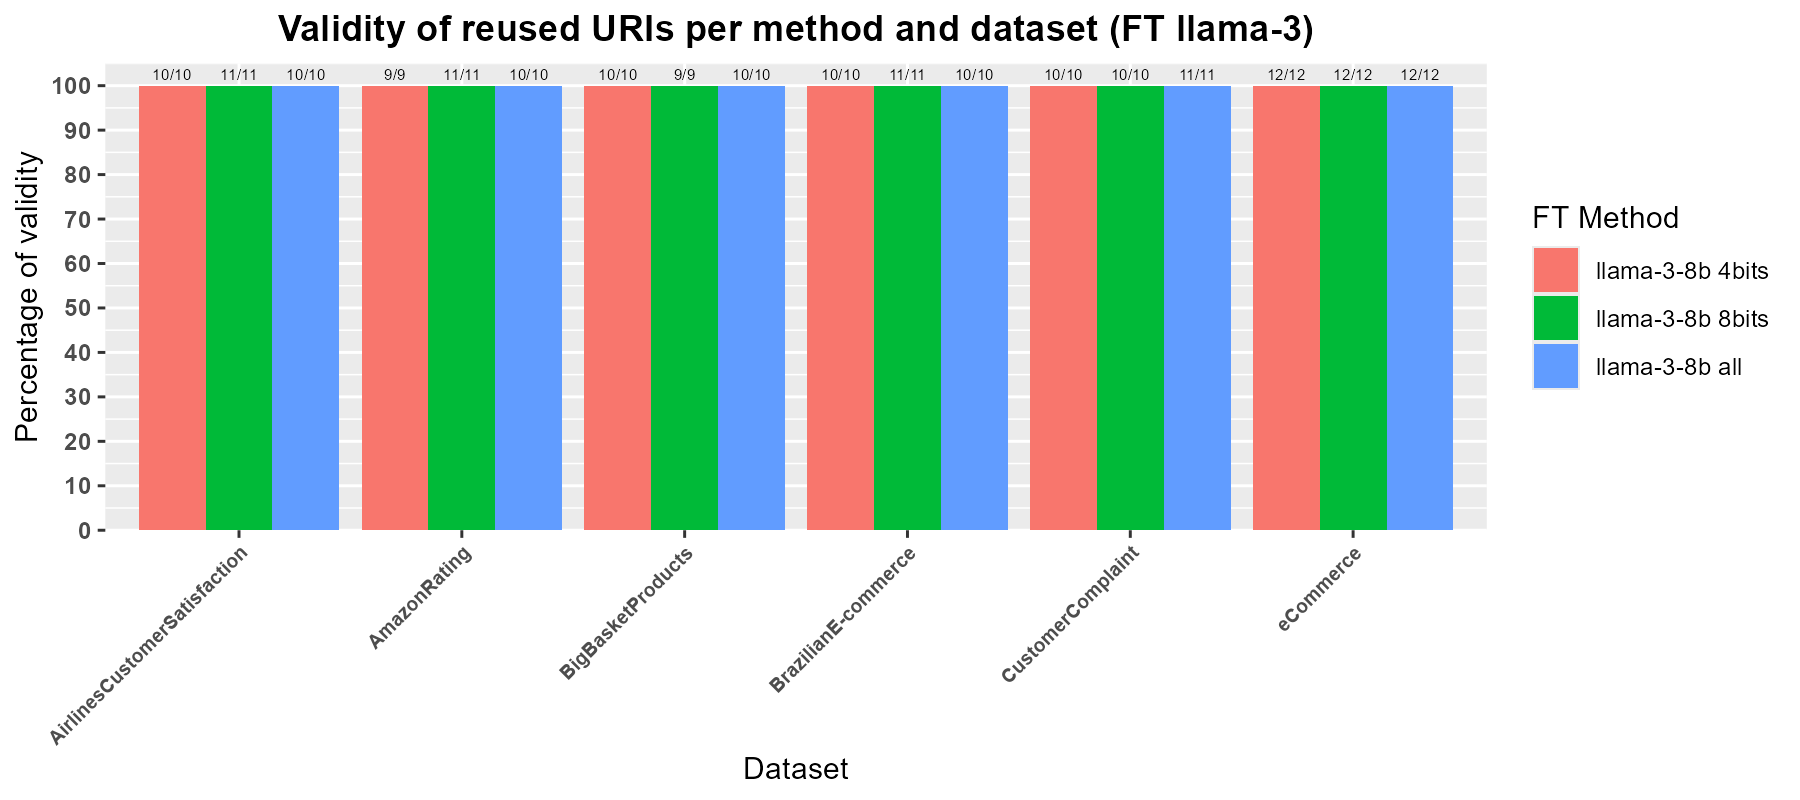 Validity of reused URIs per method and dataset (FT llama-3)
10/10 11/11 10/10 9/9 11/11 10/10 10/10 9/9 10/10 10/10 11/11 10/10 10/10 10/10 11/11 12/12 12/12 12/12
Percentage of validity
100
90
80
70
60
50
40
30
20
10
0
AirlinesCustomerSatisfaction
AmazonRating
BigBasketProducts
BrazilianE-commerce
CustomerComplaint
eCommerce
Dataset
FT Method
llama-3-8b 4bits
llama-3-8b 8bits
llama-3-8b all